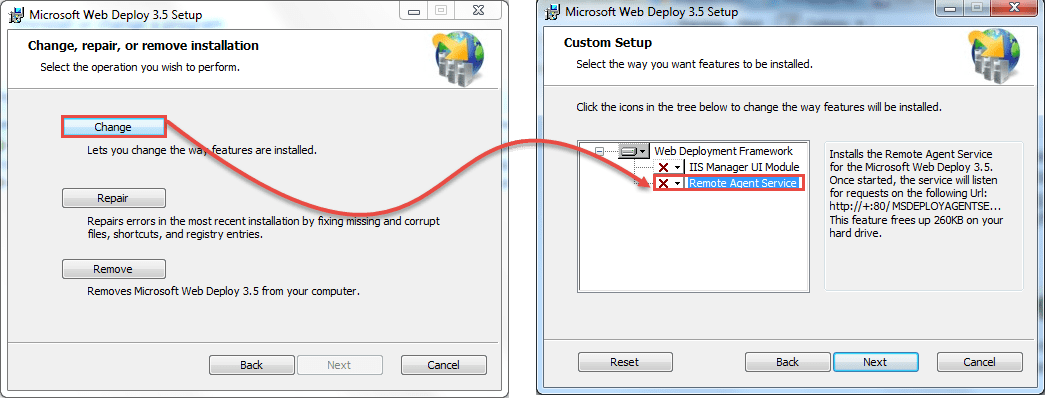 Microsoft Web Deploy 3.5 Setup
Change, repair, or remove installation
Select the operation you wish to perform.
Change
Lets you change the way features are installed.
Repair
Repairs errors in the most recent installation by fixing missing and corrupt
files, shortcuts, and registry entries.
Remove
Removes Microsoft Web Deploy 3.5 from your computer.
Back
Next
Cancel
Microsoft Web Deploy 3.5 Setup
Custom Setup
Select the way you want features to be installed.
Click the icons in the tree below to change the way features will be installed.
Web Deployment Framework
IIS Manager UI Module
Remote Agent Service
Installs the Remote Agent Service
for the Microsoft Web Deploy 3.5.
Once started, the service will listen
for requests on the following Url:
http://+:80/ MSDEPLOYAGENTSE...
This feature frees up 260KB on your
hard drive.
Reset
Back
Next
Cancel